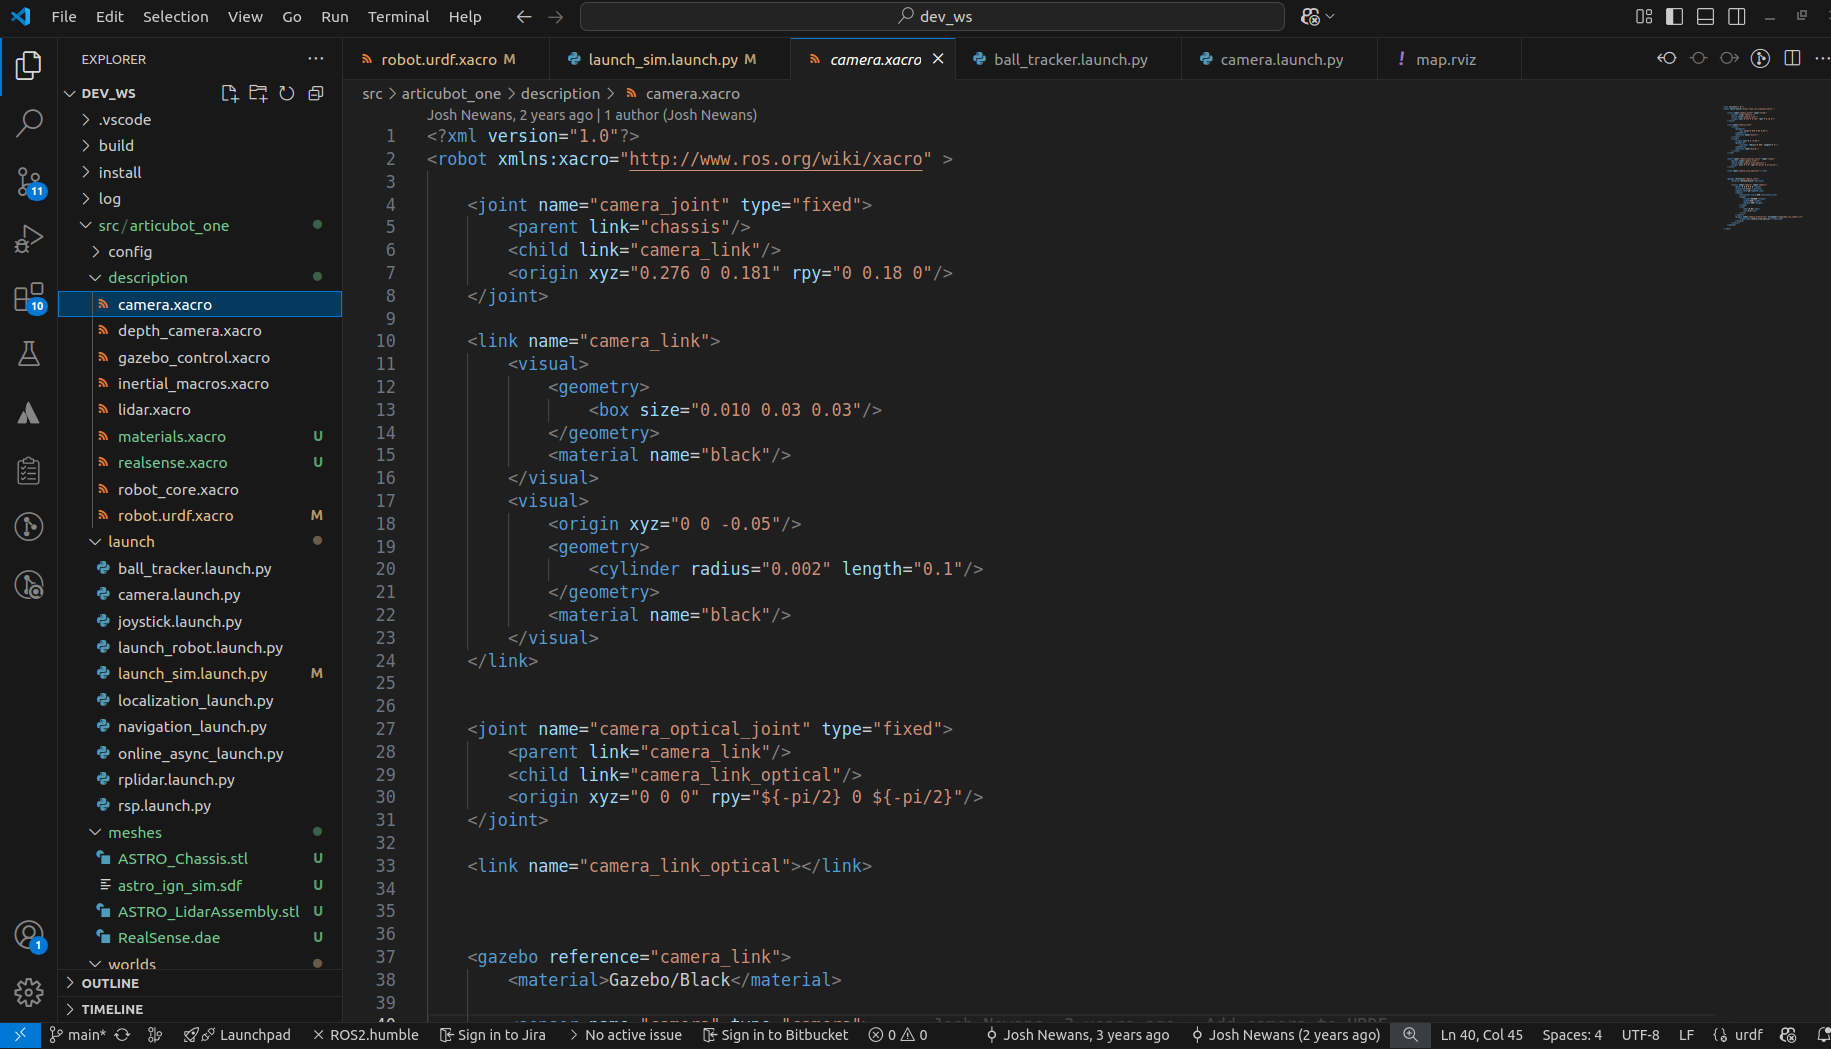 File Edit Selection View Go Run Terminal Help
dev_ws
EXPLORER
robot.urdf.xacro M
launch_sim.launch.py M
camera.xacro
ball_tracker.launch.py
camera.launch.py
map.rviz
DEV_WS
.vscode
build
install
log
src/articubot_one
config
description
camera.xacro
depth_camera.xacro
gazebo_control.xacro
inertial_macros.xacro
lidar.xacro
materials.xacro U
realsense.xacro U
robot_core.xacro
robot.urdf.xacro M
launch
ball_tracker.launch.py
camera.launch.py
joystick.launch.py
launch_robot.launch.py
launch_sim.launch.py M
localization_launch.py
navigation_launch.py
online_async_launch.py
rplidar.launch.py
rsp.launch.py
meshes
ASTRO_Chassis.stl U
astro_ign_sim.sdf U
ASTRO_LidarAssembly.stl U
RealSense.dae U
worlds
OUTLINE
TIMELINE
11
10
1
src > articubot_one > description > camera.xacro
Josh Newans, 2 years ago | 1 author (Josh Newans)
1 <?xml version="1.0"?>
2 <robot xmlns:xacro="http://www.ros.org/wiki/xacro" >
3
4 <joint name="camera_joint" type="fixed">
5 <parent link="chassis"/>
6 <child link="camera_link"/>
7 <origin xyz="0.276 0 0.181" rpy="0 0.18 0"/>
8 </joint>
9
10 <link name="camera_link">
11 <visual>
12 <geometry>
13 <box size="0.010 0.03 0.03"/>
14 </geometry>
15 <material name="black"/>
16 </visual>
17 <visual>
18 <origin xyz="0 0 -0.05"/>
19 <geometry>
20 <cylinder radius="0.002" length="0.1"/>
21 </geometry>
22 <material name="black"/>
23 </visual>
24 </link>
25
26
27 <joint name="camera_optical_joint" type="fixed">
28 <parent link="camera_link"/>
29 <child link="camera_link_optical"/>
30 <origin xyz="0 0 0" rpy="${-pi/2} 0 ${-pi/2}"/>
31 </joint>
32
33 <link name="camera_link_optical"></link>
34
35
36
37 <gazebo reference="camera_link">
38 <material>Gazebo/Black</material>
39
main* Launchpad ROS2.humble Sign in to Jira No active issue Sign in to Bitbucket 0 0 Josh Newans, 3 years ago Josh Newans (2 years ago) Ln 40, Col 45 Spaces: 4 UTF-8 LF {} urdf